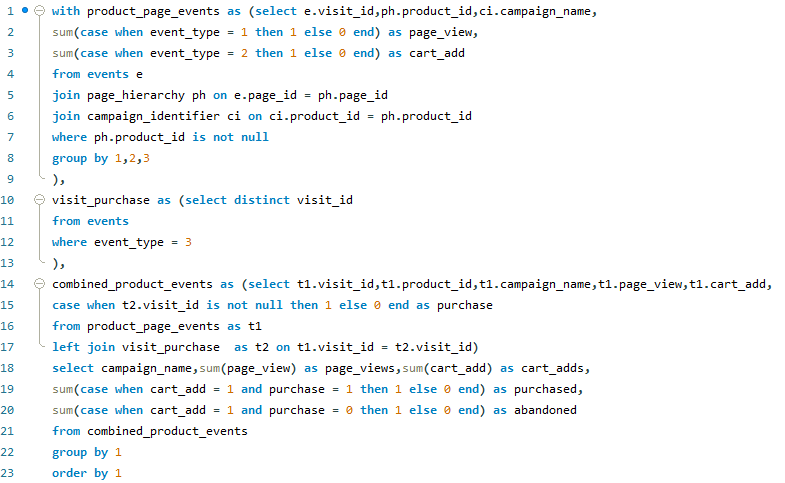 1 with product_page_events as (select e.visit_id,ph.product_id,ci.campaign_name,
2 sum(case when event_type = 1 then 1 else 0 end) as page_view,
3 sum(case when event_type = 2 then 1 else 0 end) as cart_add
4 from events e
5 join page_hierarchy ph on e.page_id = ph.page_id
6 join campaign_identifier ci on ci.product_id = ph.product_id
7 where ph.product_id is not null
8 group by 1,2,3
9 ),
10 visit_purchase as (select distinct visit_id
11 from events
12 where event_type = 3
13 ),
14 combined_product_events as (select t1.visit_id,t1.product_id,t1.campaign_name,t1.page_view,t1.cart_add,
15 case when t2.visit_id is not null then 1 else 0 end as purchase
16 from product_page_events as t1
17 left join visit_purchase  as t2 on t1.visit_id = t2.visit_id)
18 select campaign_name,sum(page_view) as page_views,sum(cart_add) as cart_adds,
19 sum(case when cart_add = 1 and purchase = 1 then 1 else 0 end) as purchased,
20 sum(case when cart_add = 1 and purchase = 0 then 1 else 0 end) as abandoned
21 from combined_product_events
22 group by 1
23 order by 1